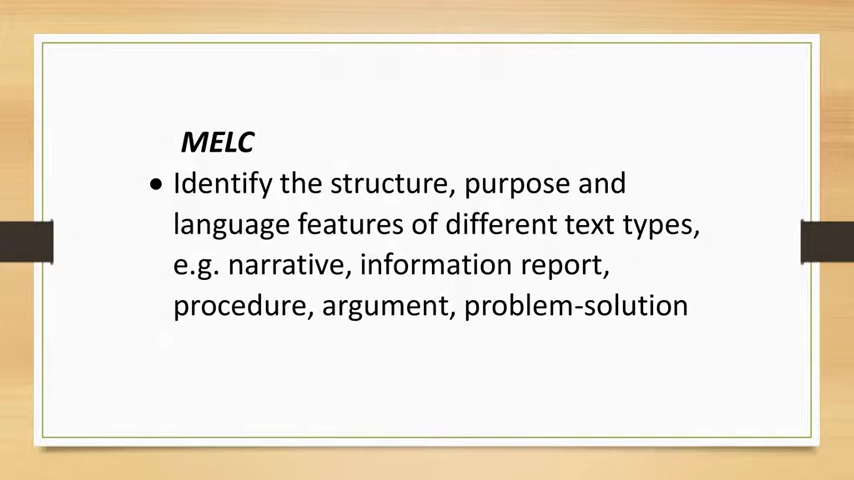 MELC
• Identify the structure, purpose and
language features of different text types,
e.g. narrative, information report,
procedure, argument, problem-solution